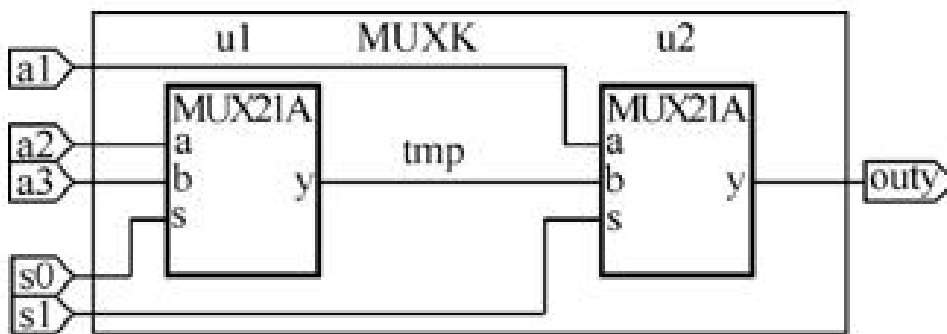 u1 MUXK u2
a1
MUX21A MUX21A
a2 a tmp a
a3 b y b y outy
s s
s0
s1